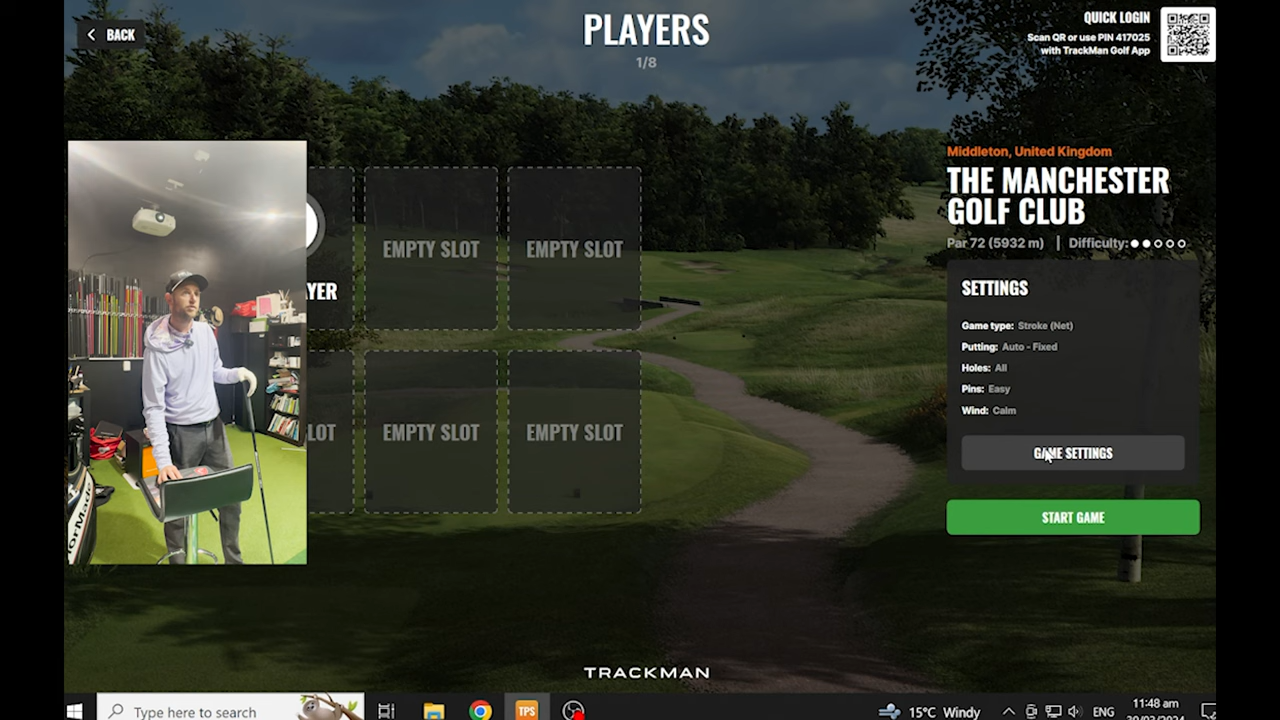 BACK
PLAYERS
1/8
QUICK LOGIN
Scan QR or use PIN 417025
with TrackMan Golf App
Middleton, United Kingdom
THE MANCHESTER
GOLF CLUB
Par 72 (5932 m) | Difficulty:
EMPTY SLOT
EMPTY SLOT
YER
SETTINGS
Game type: Stroke (Net)
Putting: Auto - Fixed
Holes: All
Pins: Easy
Wind: Calm
LOT
EMPTY SLOT
EMPTY SLOT
GAME SETTINGS
START GAME
TRACKMAN
Type here to search
TPS
15°C Windy
ENG
11:48 am